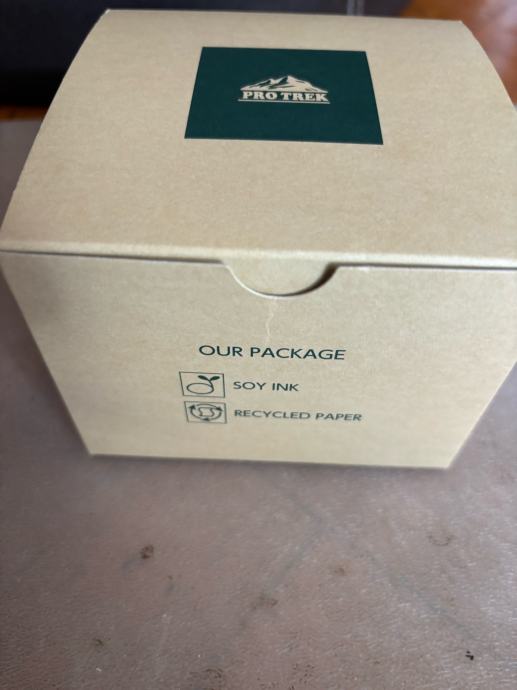 PRO TREK
OUR PACKAGE
SOY INK
RECYCLED PAPER